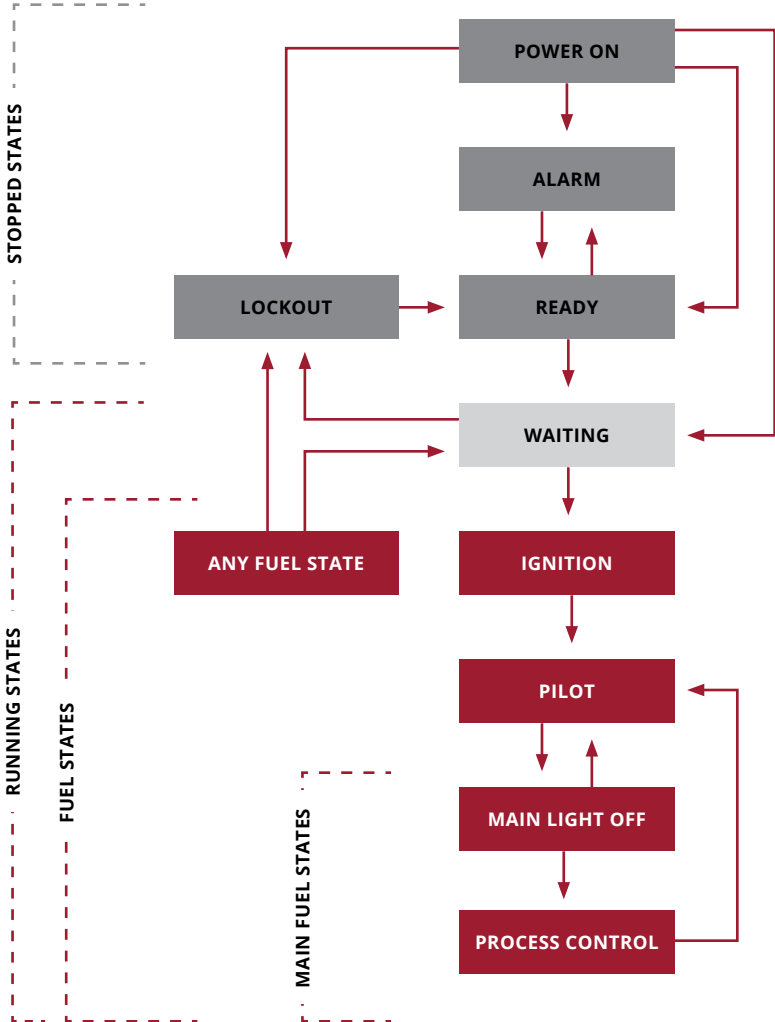 STOPPED STATES
POWER ON
ALARM
LOCKOUT
READY
WAITING
RUNNING STATES
FUEL STATES
ANY FUEL STATE
IGNITION
PILOT
MAIN FUEL STATES
MAIN LIGHT OFF
PROCESS CONTROL